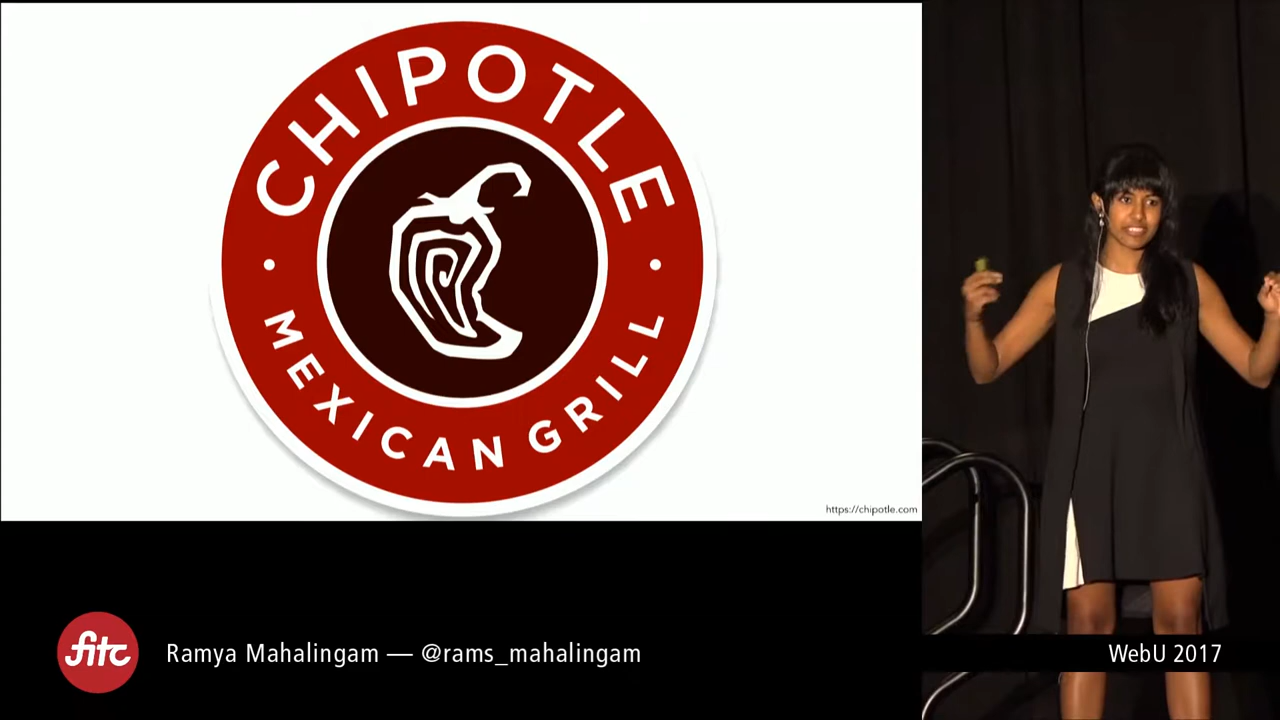 CHIPOTLE
MEXICAN GRILL
https://chipotle.com
fitc
Ramya Mahalingam — @rams_mahalingam
WebU 2017